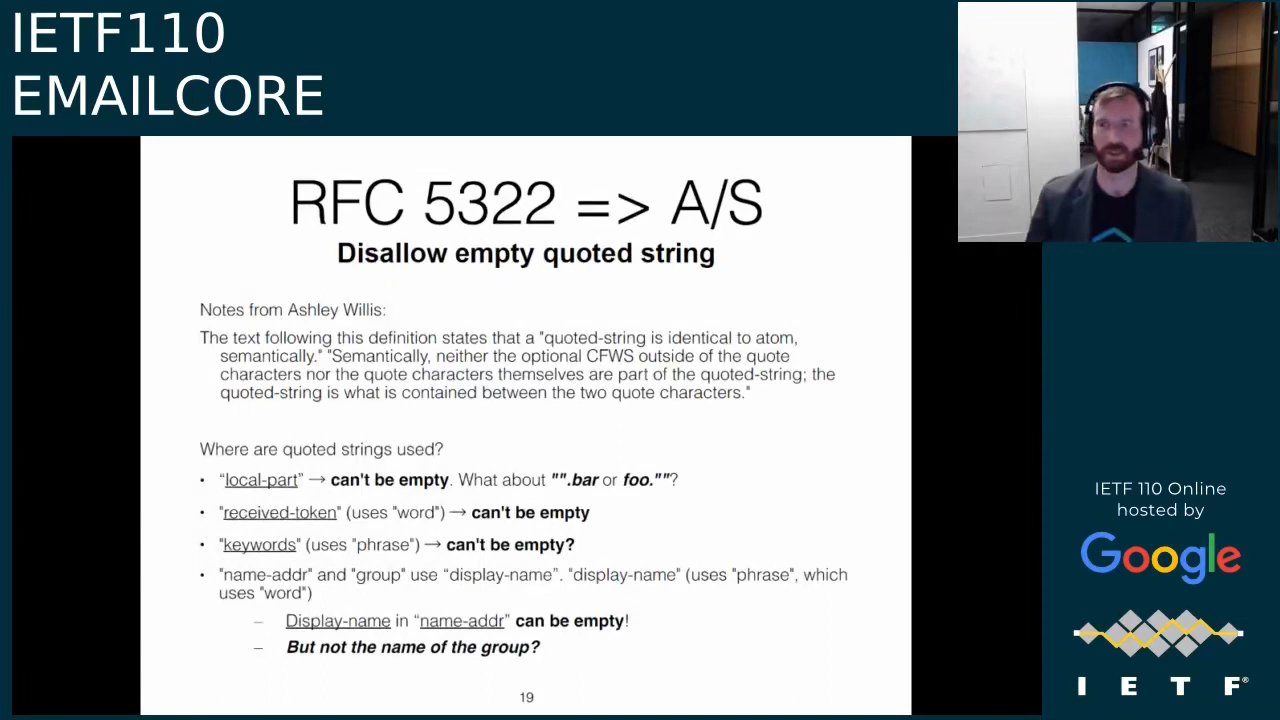 IETF110
EMAILCORE
RFC 5322 => A/S
Disallow empty quoted string
Notes from Ashley Willis:
The text following this definition states that a "quoted-string is identical to atom,
semantically." "Semantically, neither the optional CFWS outside of the quote
characters nor the quote characters themselves are part of the quoted-string; the
quoted-string is what is contained between the two quote characters."
Where are quoted strings used?
• “local-part” → can't be empty. What about "".bar or foo.""?
• "received-token" (uses "word") → can't be empty
• "keywords" (uses "phrase") → can't be empty?
• "name-addr" and "group" use “display-name”. "display-name" (uses "phrase", which
uses "word")
– Display-name in “name-addr” can be empty!
– But not the name of the group?
19
IETF 110 Online
hosted by
Google
I E T F®